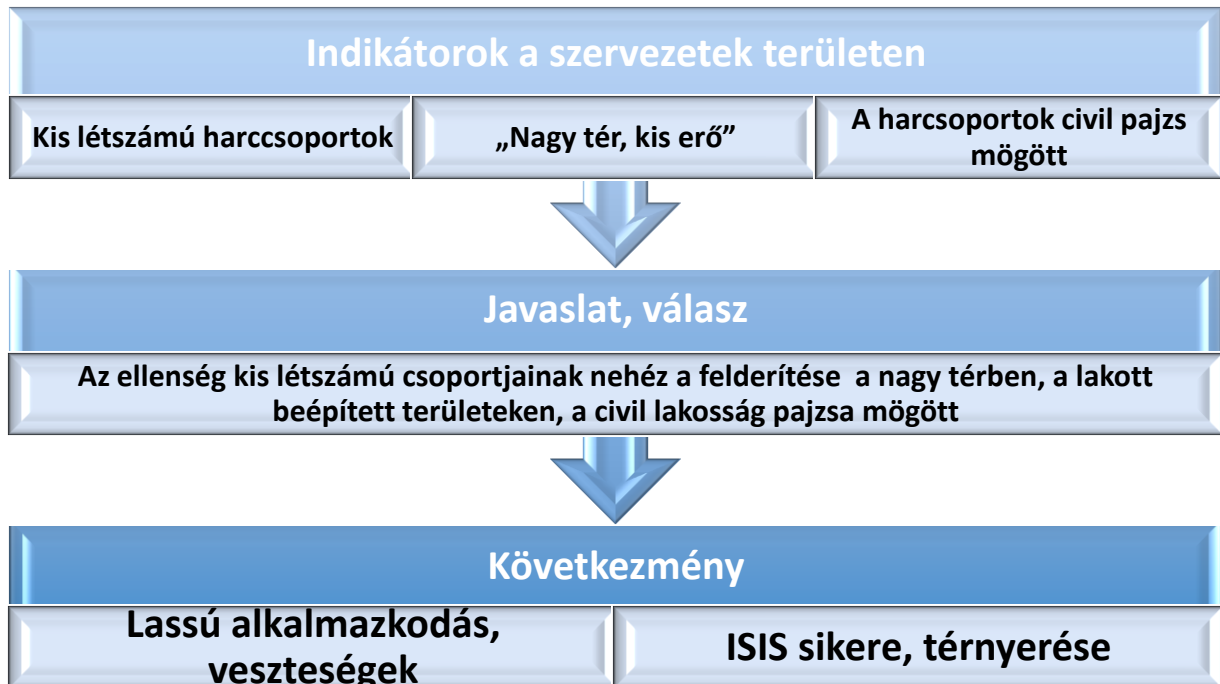 Indikátorok a szervezetek területen
Kis létszámú harccsoportok
„Nagy tér, kis erő”
A harcsoportok civil pajzs
mögött
Javaslat, válasz
Az ellenség kis létszámú csoportjainak nehéz a felderítése a nagy térben, a lakott
beépített területeken, a civil lakosság pajzsa mögött
Következmény
Lassú alkalmazkodás,
veszteségek
ISIS sikere, térnyerése